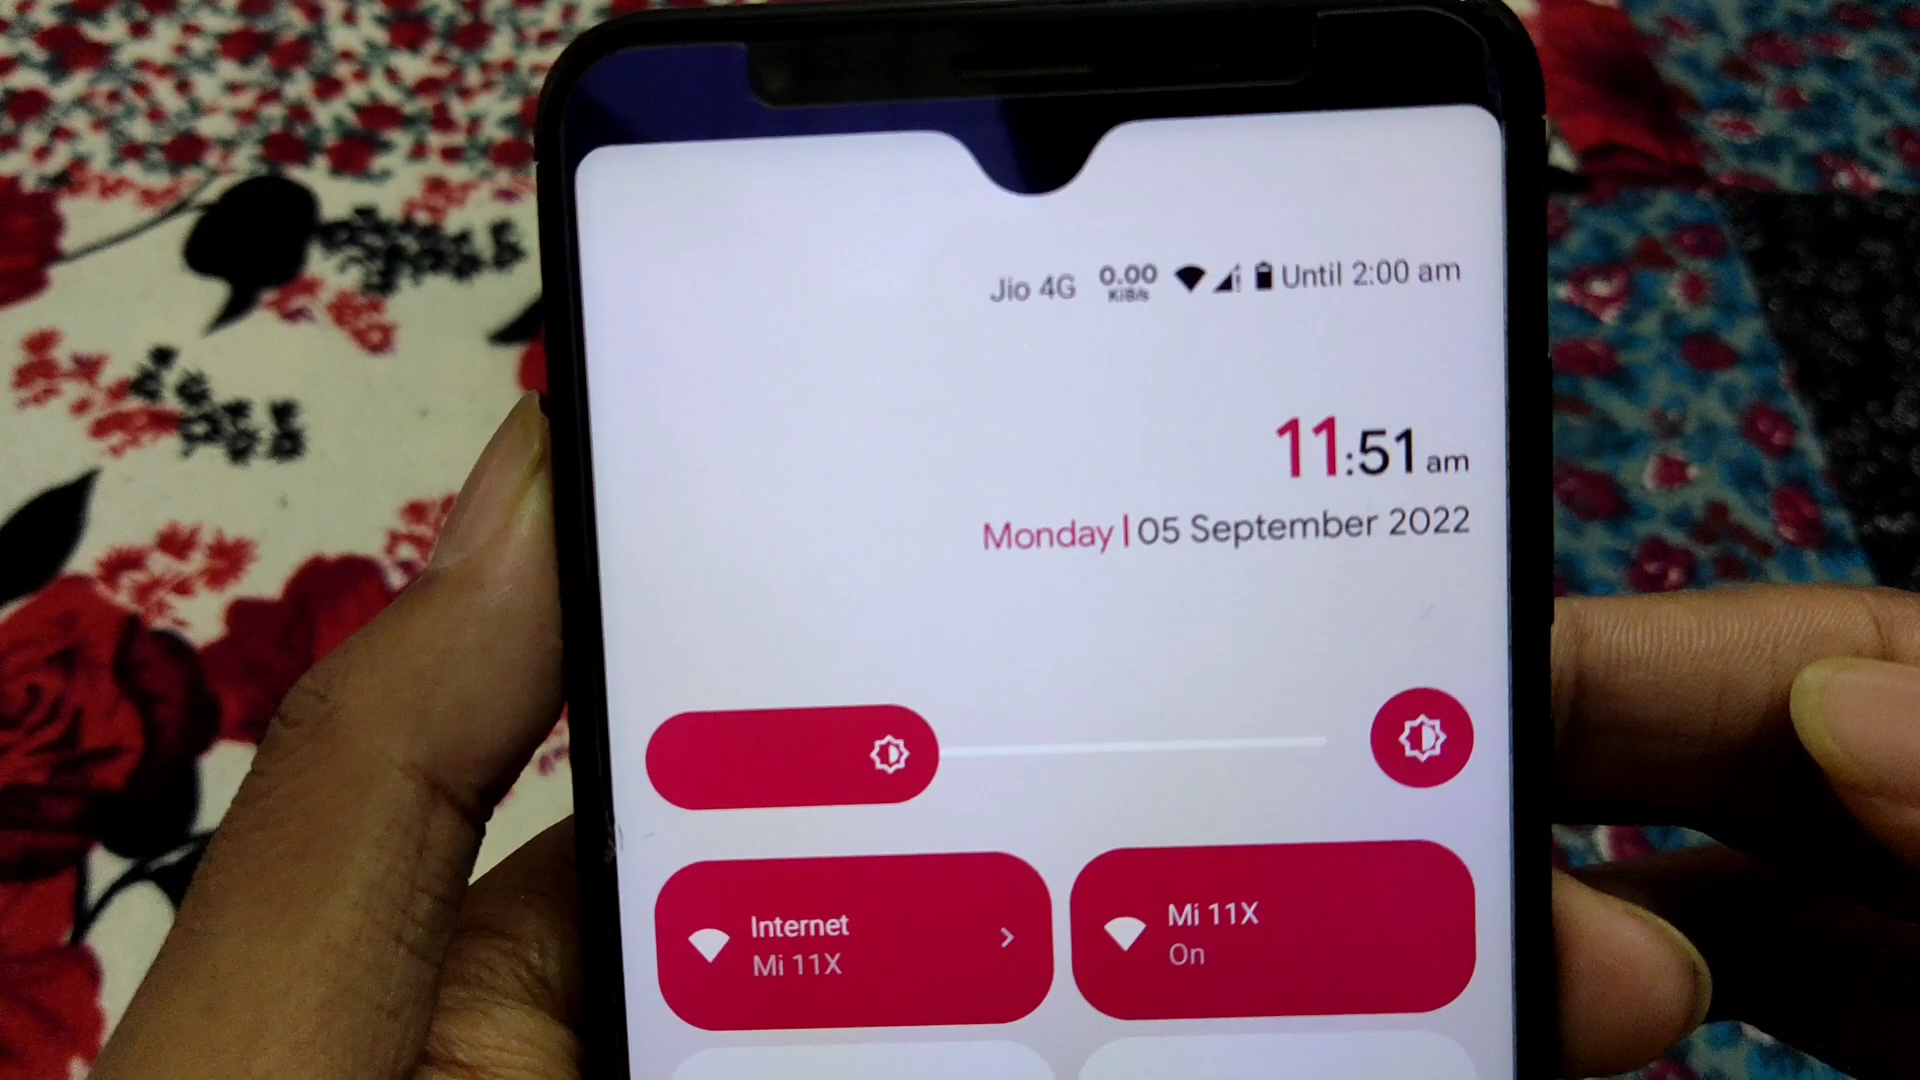 Jio 4G 0.00 KiB/s Until 2:00 am
11:51 am
Monday | 05 September 2022
Internet
Mi 11X
Mi 11X
On